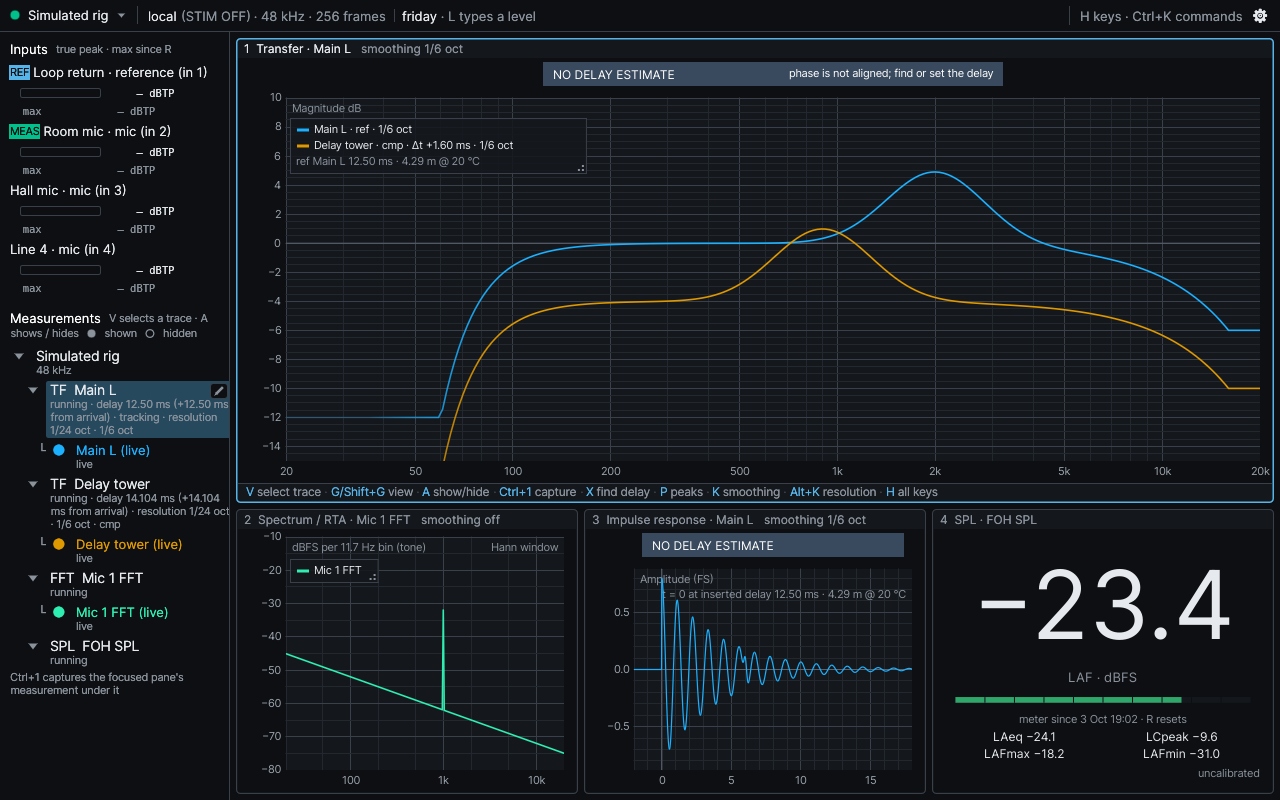 Simulated rig
local (STIM OFF) · 48 kHz · 256 frames
friday · L types a level
H keys · Ctrl+K commands
Inputs true peak · max since R
REF Loop return · reference (in 1)
– dBTP
max – dBTP
MEAS Room mic · mic (in 2)
– dBTP
max – dBTP
Hall mic · mic (in 3)
– dBTP
max – dBTP
Line 4 · mic (in 4)
– dBTP
max – dBTP
Measurements V selects a trace · A
shows / hides shown hidden
Simulated rig
48 kHz
TF Main L
running · delay 12.50 ms (+12.50 ms
from arrival) · tracking · resolution
1/24 oct · 1/6 oct
Main L (live)
live
TF Delay tower
running · delay 14.104 ms (+14.104
ms from arrival) · resolution 1/24 oct
· 1/6 oct · cmp
Delay tower (live)
live
FFT Mic 1 FFT
running
Mic 1 FFT (live)
live
SPL FOH SPL
running
Ctrl+1 captures the focused pane's
measurement under it
1 Transfer · Main L smoothing 1/6 oct
NO DELAY ESTIMATE phase is not aligned; find or set the delay
Magnitude dB
Main L · ref · 1/6 oct
Delay tower · cmp · Δt +1.60 ms · 1/6 oct
ref Main L 12.50 ms · 4.29 m @ 20 °C
10
8
6
4
2
0
−2
−4
−6
−8
−10
−12
−14
20 50 100 200 500 1k 2k 5k 10k 20k
V select trace · G/Shift+G view · A show/hide · Ctrl+1 capture · X find delay · P peaks · K smoothing · Alt+K resolution · H all keys
2 Spectrum / RTA · Mic 1 FFT smoothing off
dBFS per 11.7 Hz bin (tone) Hann window
Mic 1 FFT
−10
−20
−30
−40
−50
−60
−70
−80
100 1k 10k
3 Impulse response · Main L smoothing 1/6 oct
NO DELAY ESTIMATE
Amplitude (FS)
t = 0 at inserted delay 12.50 ms · 4.29 m @ 20 °C
0.5
0.0
−0.5
0 5 10 15
4 SPL · FOH SPL
−23.4
LAF · dBFS
meter since 3 Oct 19:02 · R resets
LAeq −24.1 LCpeak −9.6
LAFmax −18.2 LAFmin −31.0
uncalibrated